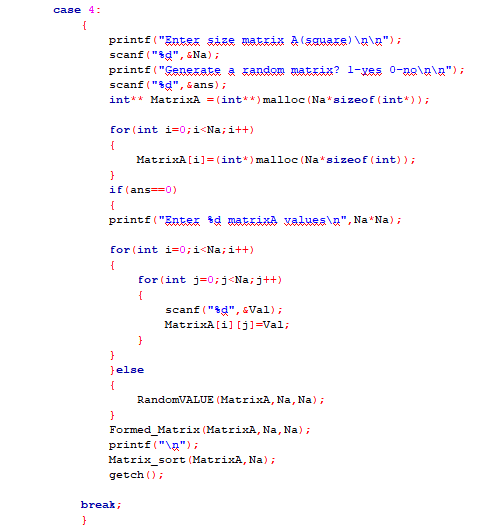 case 4:
{
printf("Enter size matrix A(square)\n\n");
scanf("%d",&Na);
printf("Generate a random matrix? 1-yes 0-no\n\n");
scanf("%d",&ans);
int** MatrixA =(int**)malloc(Na*sizeof(int*));
for(int i=0;i<Na;i++)
{
MatrixA[i]=(int*)malloc(Na*sizeof(int));
}
if(ans==0)
{
printf("Enter %d matrixA values\n",Na*Na);
for(int i=0;i<Na;i++)
{
for(int j=0;j<Na;j++)
{
scanf("%d",&Val);
MatrixA[i][j]=Val;
}
}
}else
{
RandomVALUE(MatrixA,Na,Na);
}
Formed_Matrix(MatrixA,Na,Na);
printf("\n");
Matrix_sort(MatrixA,Na);
getch();
break;
}